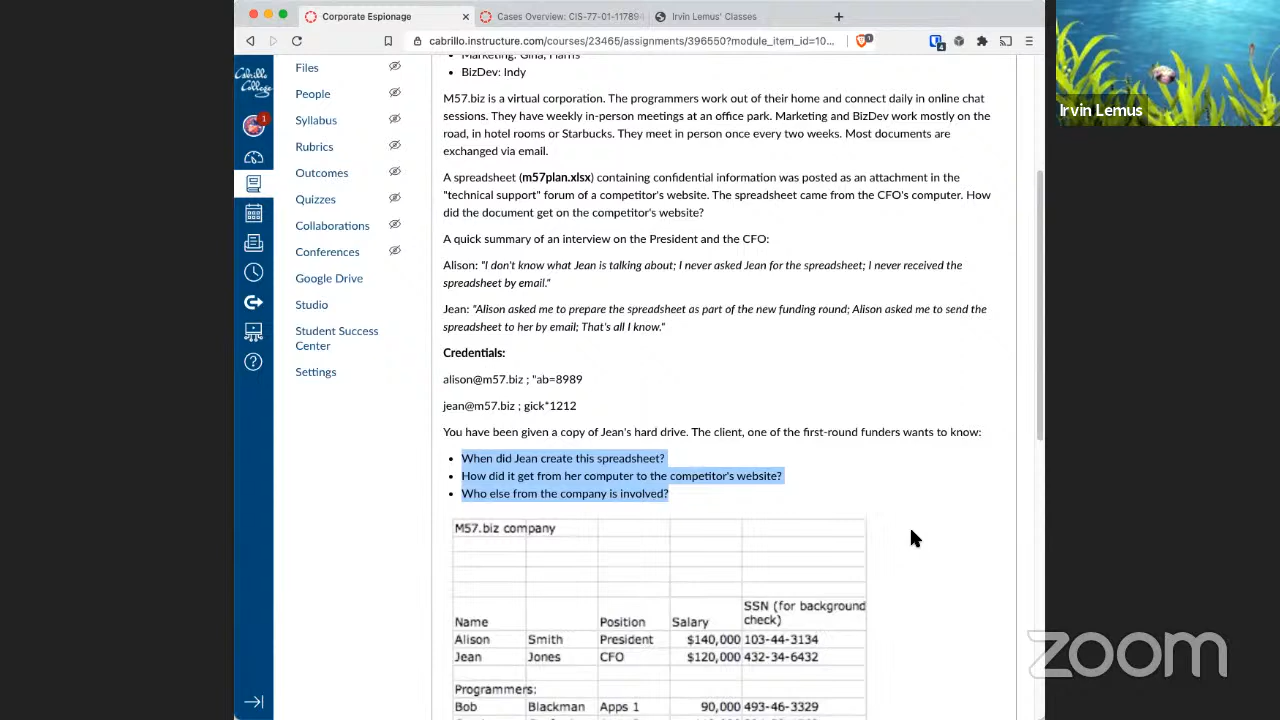 Corporate Espionage
Cases Overview: CIS-77-01-11789-
Irvin Lemus' Classes
cabrillo.instructure.com/courses/23465/assignments/396550?module_item_id=10...
1
4
Cabrillo College
1
Files
People
Syllabus
Rubrics
Outcomes
Quizzes
Collaborations
Conferences
Google Drive
Studio
Student Success
Center
Settings
Marketing: Gina, Harris
BizDev: Indy
M57.biz is a virtual corporation. The programmers work out of their home and connect daily in online chat
sessions. They have weekly in-person meetings at an office park. Marketing and BizDev work mostly on the
road, in hotel rooms or Starbucks. They meet in person once every two weeks. Most documents are
exchanged via email.
A spreadsheet (m57plan.xlsx) containing confidential information was posted as an attachment in the
"technical support" forum of a competitor's website. The spreadsheet came from the CFO's computer. How
did the document get on the competitor's website?
A quick summary of an interview on the President and the CFO:
Alison: "I don't know what Jean is talking about; I never asked Jean for the spreadsheet; I never received the
spreadsheet by email."
Jean: "Alison asked me to prepare the spreadsheet as part of the new funding round; Alison asked me to send the
spreadsheet to her by email; That's all I know."
Credentials:
alison@m57.biz ; "ab=8989
jean@m57.biz ; gick*1212
You have been given a copy of Jean's hard drive. The client, one of the first-round funders wants to know:
When did Jean create this spreadsheet?
How did it get from her computer to the competitor's website?
Who else from the company is involved?
M57.biz company
SSN (for background
Name Position Salary check)
Alison Smith President $140,000 103-44-3134
Jean Jones CFO $120,000 432-34-6432
Programmers:
Bob Blackman Apps 1 90,000 493-46-3329
Irvin Lemus
zoom